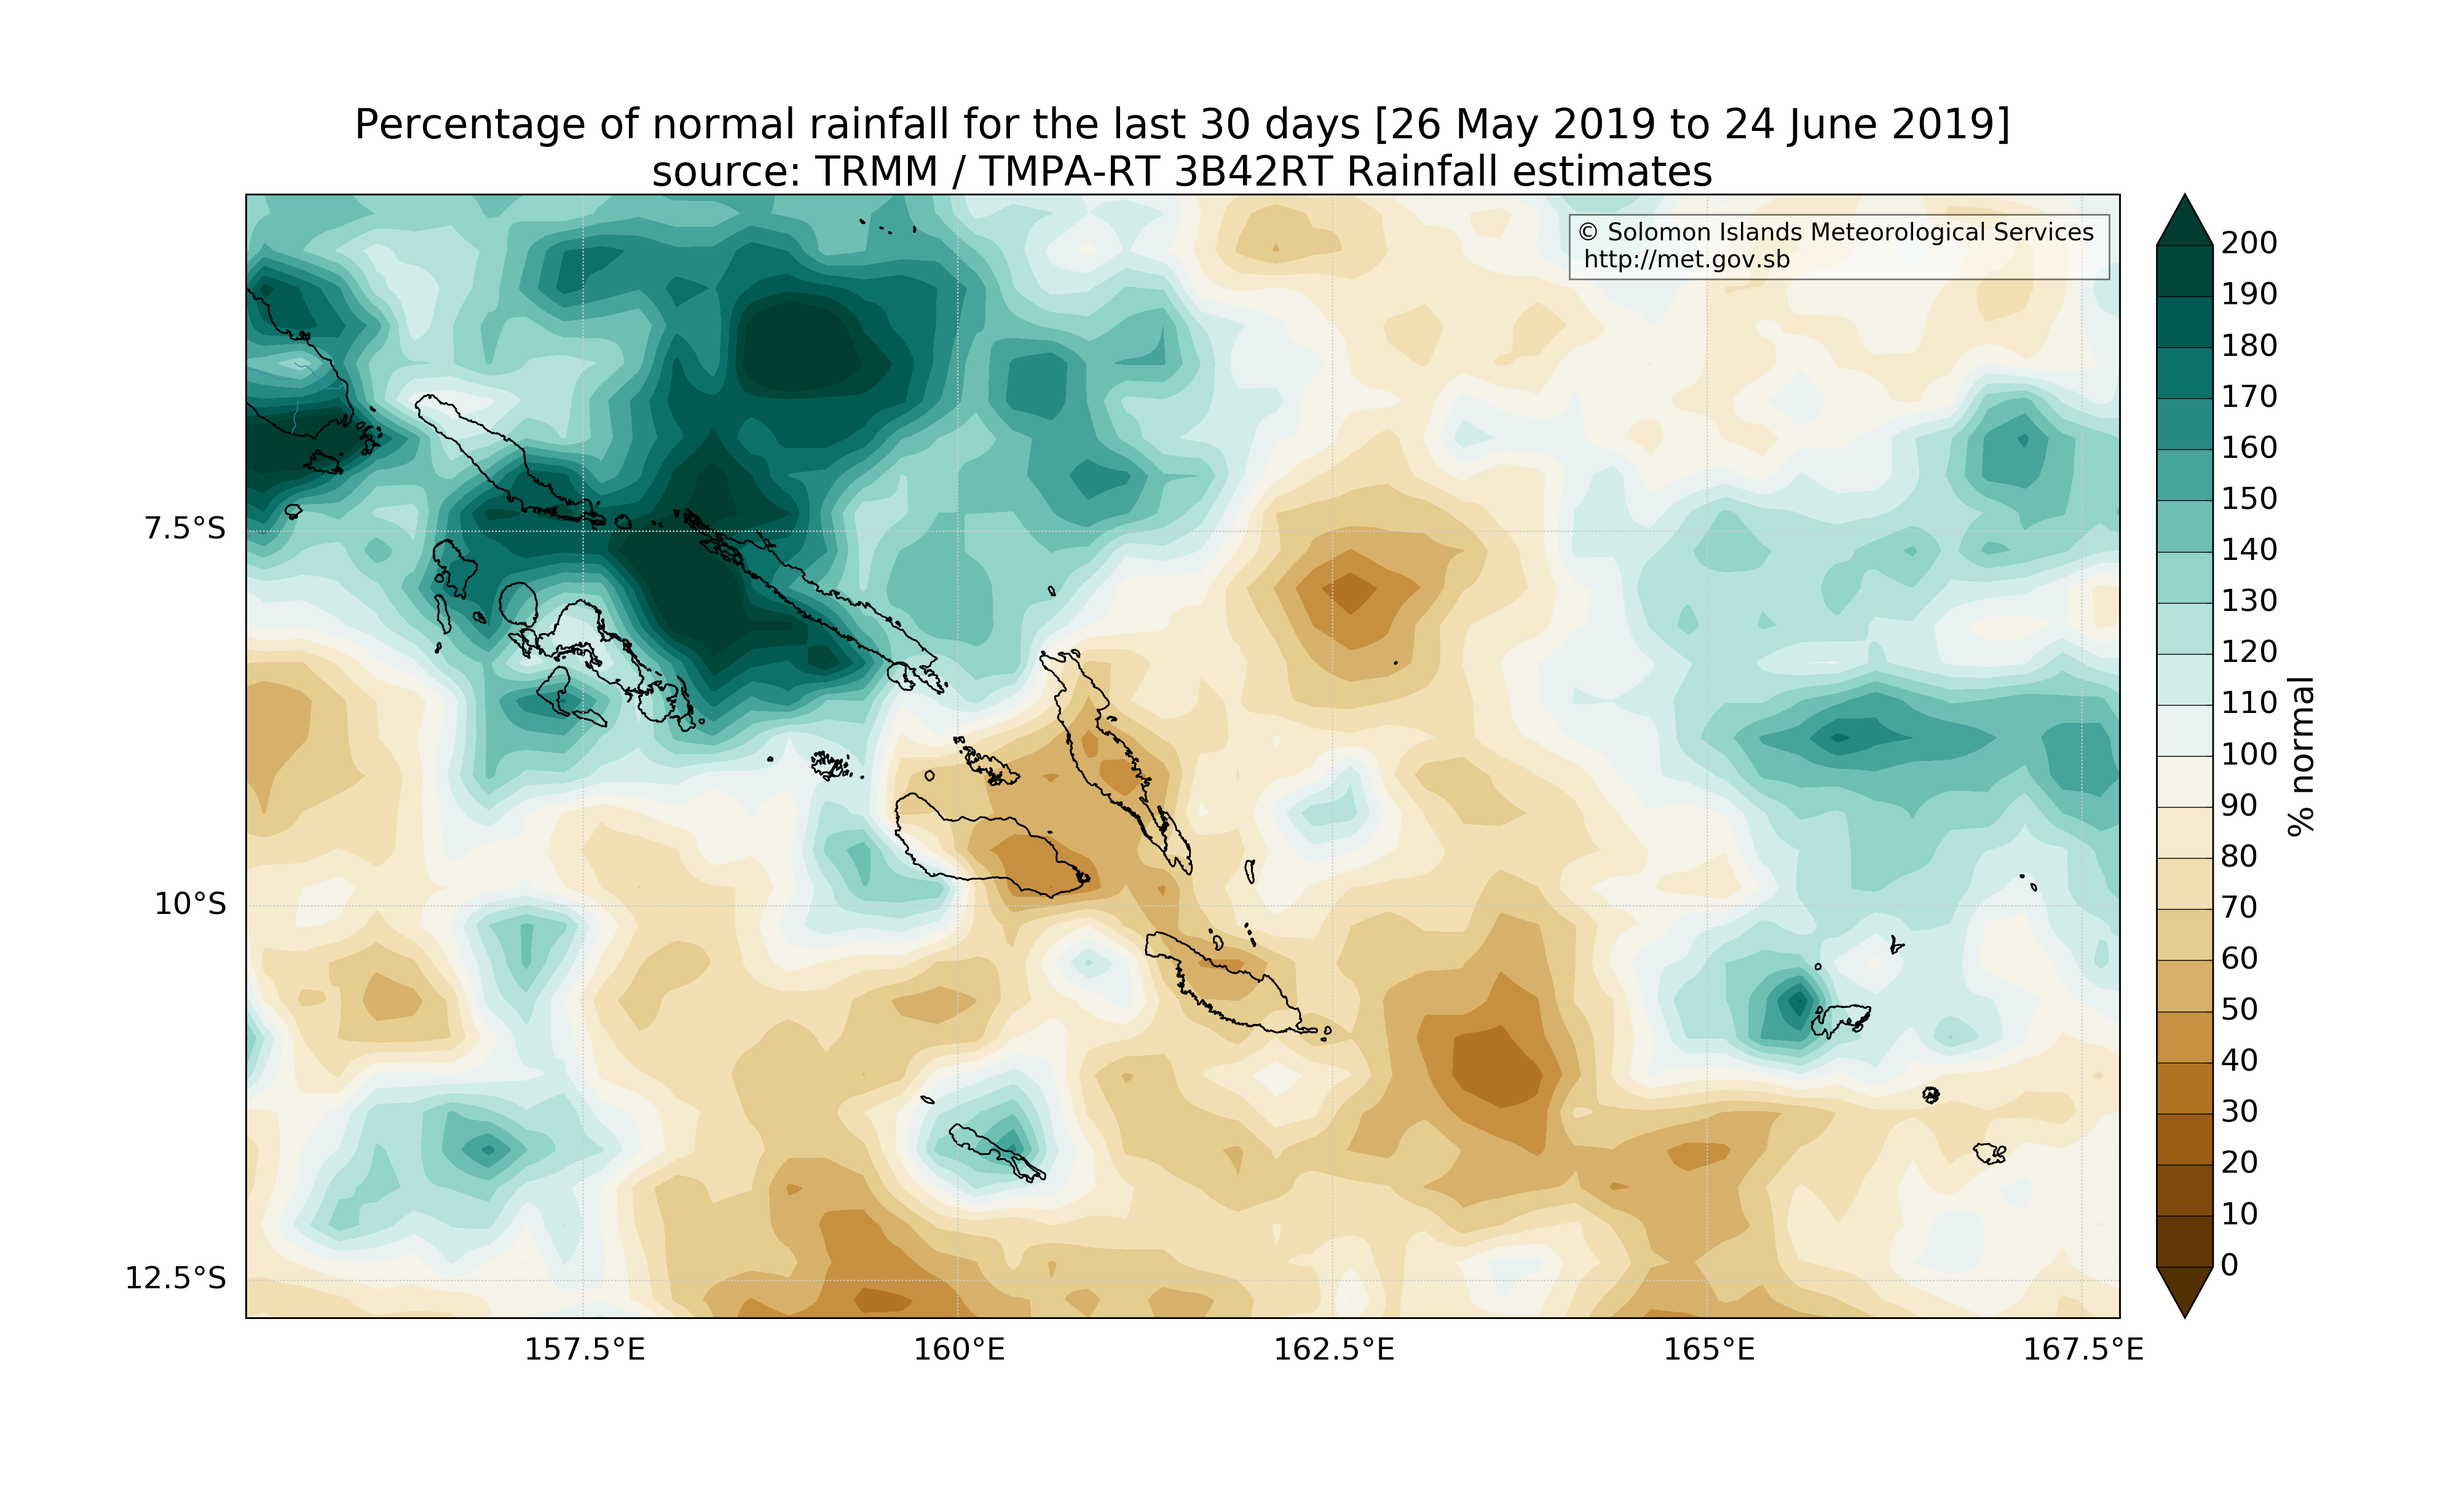 Percentage of normal rainfall for the last 30 days [26 May 2019 to 24 June 2019]
source: TRMM / TMPA-RT 3B42RT Rainfall estimates
© Solomon Islands Meteorological Services
http://met.gov.sb
7.5°S
10°S
12.5°S
157.5°E
160°E
162.5°E
165°E
167.5°E
200
190
180
170
160
150
140
130
120
110
100
90
80
70
60
50
40
30
20
10
0
% normal